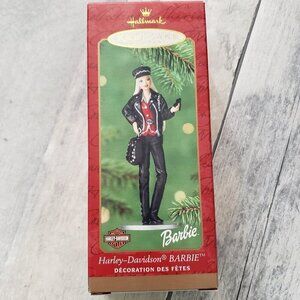 Hallmark
HARLEY-DAVIDSON
Barbie
Harley-Davidson® BARBIE™
DÉCORATION DES FÊTES